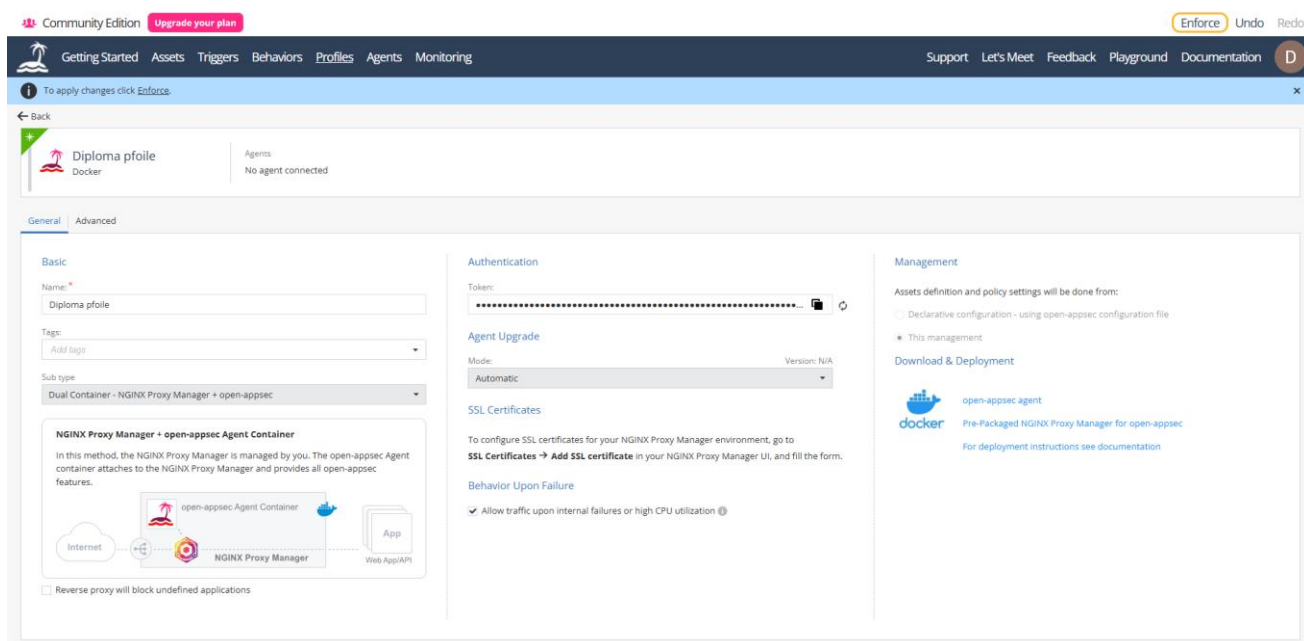 Community Edition Upgrade your plan Enforce Undo Redo
Getting Started Assets Triggers Behaviors Profiles Agents Monitoring Support Let's Meet Feedback Playground Documentation D
To apply changes click Enforce.
← Back
Diploma pfoile
Docker
Agents
No agent connected
General Advanced
Basic
Name: *
Diploma pfoile
Tags:
Add tags
Sub type
Dual Container - NGINX Proxy Manager + open-appsec
NGINX Proxy Manager + open-appsec Agent Container
In this method, the NGINX Proxy Manager is managed by you. The open-appsec Agent
container attaches to the NGINX Proxy Manager and provides all open-appsec
features.
open-appsec Agent Container
Internet
App
NGINX Proxy Manager
Web App/API
Reverse proxy will block undefined applications
Authentication
Token:
Agent Upgrade
Mode: Version: N/A
Automatic
SSL Certificates
To configure SSL certificates for your NGINX Proxy Manager environment, go to
SSL Certificates → Add SSL certificate in your NGINX Proxy Manager UI, and fill the form.
Behavior Upon Failure
Allow traffic upon internal failures or high CPU utilization
Management
Assets definition and policy settings will be done from:
Declarative configuration - using open-appsec configuration file
This management
Download & Deployment
docker
open-appsec agent
Pre-Packaged NGINX Proxy Manager for open-appsec
For deployment instructions see documentation